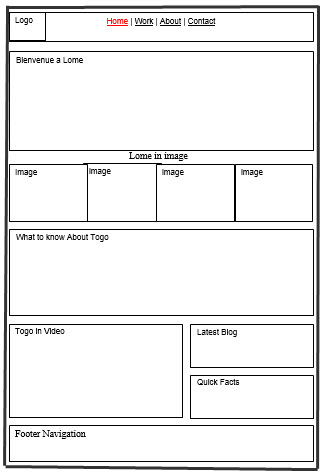 Logo
Home | Work | About | Contact
Bienvenue a Lome
Lome in image
Image
Image
Image
Image
What to know About Togo
Togo in Video
Latest Blog
Quick Facts
Footer Navigation